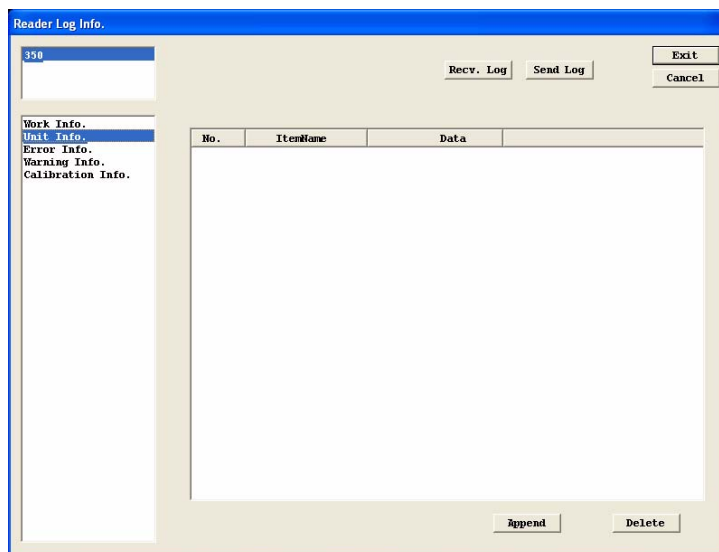 Reader Log Info.
350
Recv. Log Send Log
Exit
Cancel
Work Info.
Unit Info.
Error Info.
Warning Info.
Calibration Info.
No. ItemName Data
Append Delete